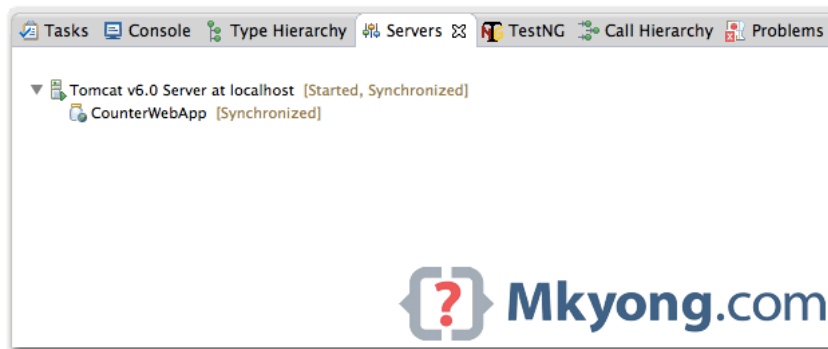 Tasks Console Type Hierarchy Servers TestNG Call Hierarchy Problems
Tomcat v6.0 Server at localhost [Started, Synchronized]
CounterWebApp [Synchronized]
{?} Mkyong.com